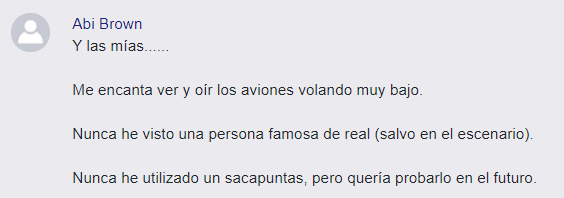 Abi Brown
Y las mías......
Me encanta ver y oír los aviones volando muy bajo.
Nunca he visto una persona famosa de real (salvo en el escenario).
Nunca he utilizado un sacapuntas, pero quería probarlo en el futuro.